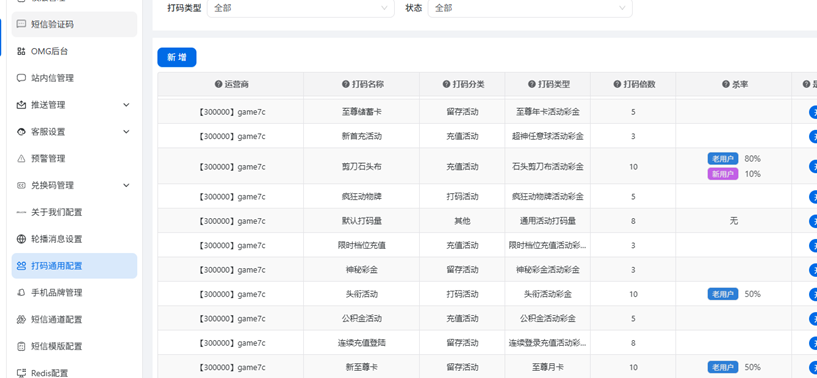 打码类型 全部 状态 全部
短信验证码
OMG后台
新 增
站内信管理
运营商 打码名称 打码分类 打码类型 打码倍数 杀率
推送管理
【300000】game7c 至尊储蓄卡 留存活动 至尊年卡活动彩金 5
客服设置
【300000】game7c 新首充活动 充值活动 超神任意球活动彩金 3
预警管理
【300000】game7c 剪刀石头布 充值活动 石头剪刀布活动彩金 10 老用户 80%
新用户 10%
兑换码管理
【300000】game7c 疯狂动物牌 打码活动 疯狂动物牌活动彩金 5
关于我们配置
【300000】game7c 默认打码量 其他 通用活动打码量 8 无
轮播消息设置
【300000】game7c 限时档位充值 充值活动 限时档位充值活动彩... 3
打码通用配置
【300000】game7c 神秘彩金 留存活动 神秘彩金活动彩金 3
手机品牌管理
【300000】game7c 头衔活动 打码活动 头衔活动彩金 10 老用户 50%
短信通道配置
【300000】game7c 公积金活动 充值活动 公积金活动彩金 5
短信模版配置
【300000】game7c 连续充值登陆 留存活动 连续登录充值活动彩... 8
Redis配置
【300000】game7c 新至尊卡 留存活动 至尊月卡 10 老用户 50%